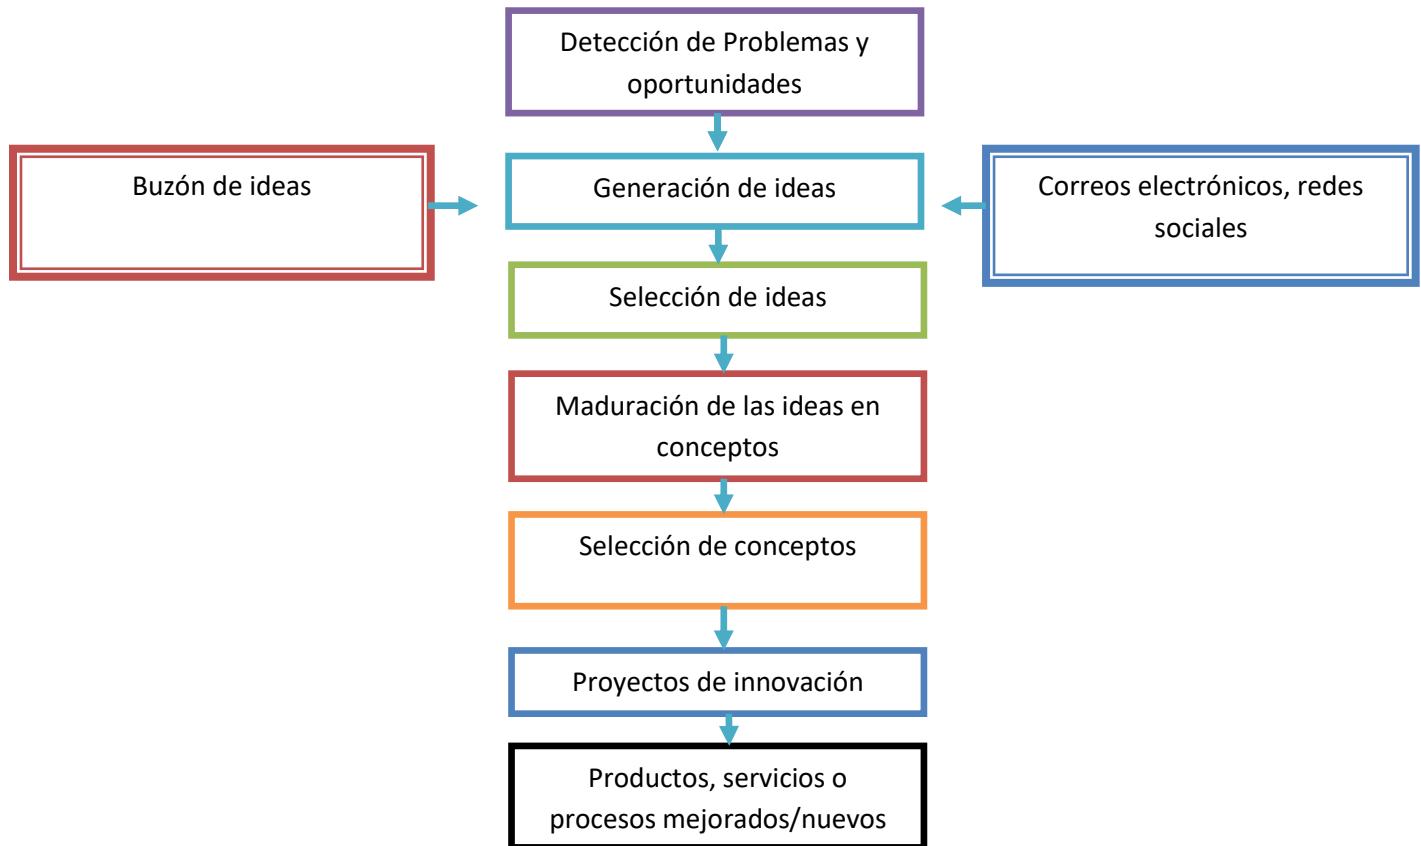 Detección de Problemas y
oportunidades
Buzón de ideas
Generación de ideas
Correos electrónicos, redes
sociales
Selección de ideas
Maduración de las ideas en
conceptos
Selección de conceptos
Proyectos de innovación
Productos, servicios o
procesos mejorados/nuevos